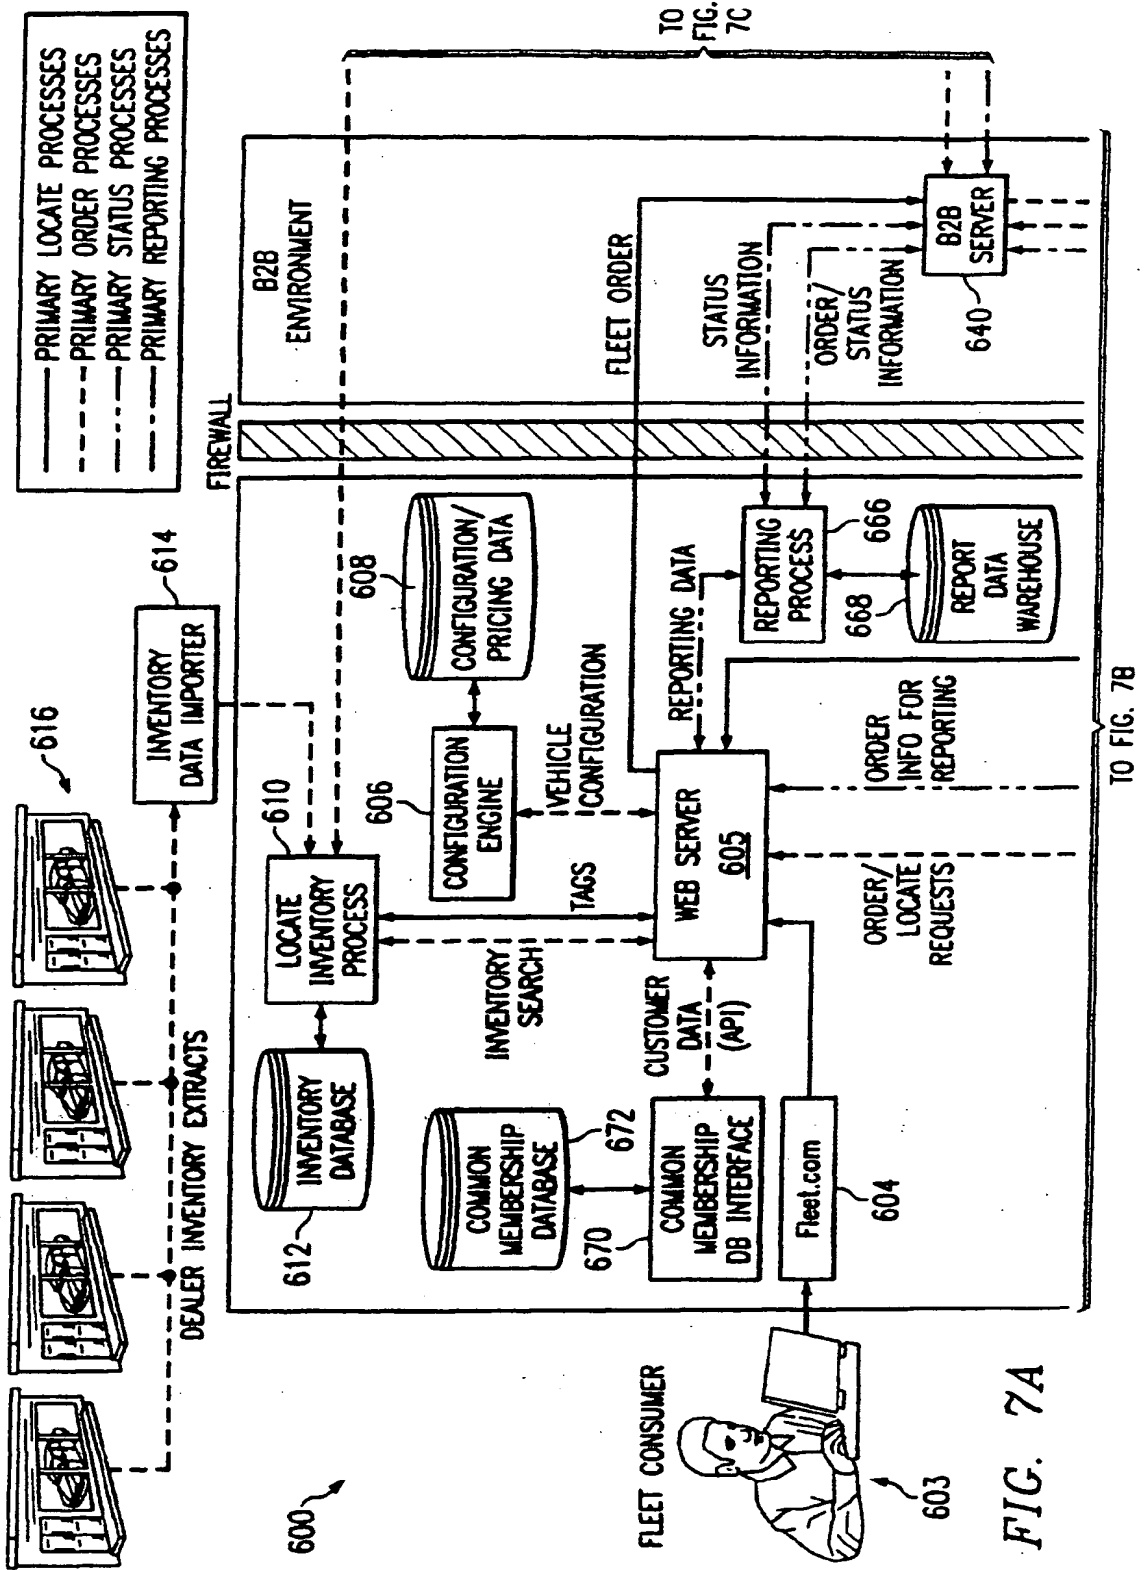 616
614
INVENTORY
DATA IMPORTER
DEALER INVENTORY EXTRACTS
PRIMARY LOCATE PROCESSES
PRIMARY ORDER PROCESSES
PRIMARY STATUS PROCESSES
PRIMARY REPORTING PROCESSES
600
FIREWALL
B2B
ENVIRONMENT
612
INVENTORY
DATABASE
610
LOCATE
INVENTORY
PROCESS
606
CONFIGURATION
ENGINE
608
CONFIGURATION/
PRICING DATA
COMMON
MEMBERSHIP
DATABASE
672
INVENTORY
SEARCH
TAGS
VEHICLE
CONFIGURATION
FLEET ORDER
670
COMMON
MEMBERSHIP
DB INTERFACE
CUSTOMER
DATA
(API)
WEB SERVER
605
REPORTING DATA
REPORTING
PROCESS
666
STATUS
INFORMATION
ORDER/
STATUS
INFORMATION
B2B
SERVER
640
TO
FIG.
7C
FLEET CONSUMER
603
Fleet.com
604
ORDER/
LOCATE
REQUESTS
ORDER
INFO FOR
REPORTING
668
REPORT
DATA
WAREHOUSE
TO FIG. 7B
FIG. 7A